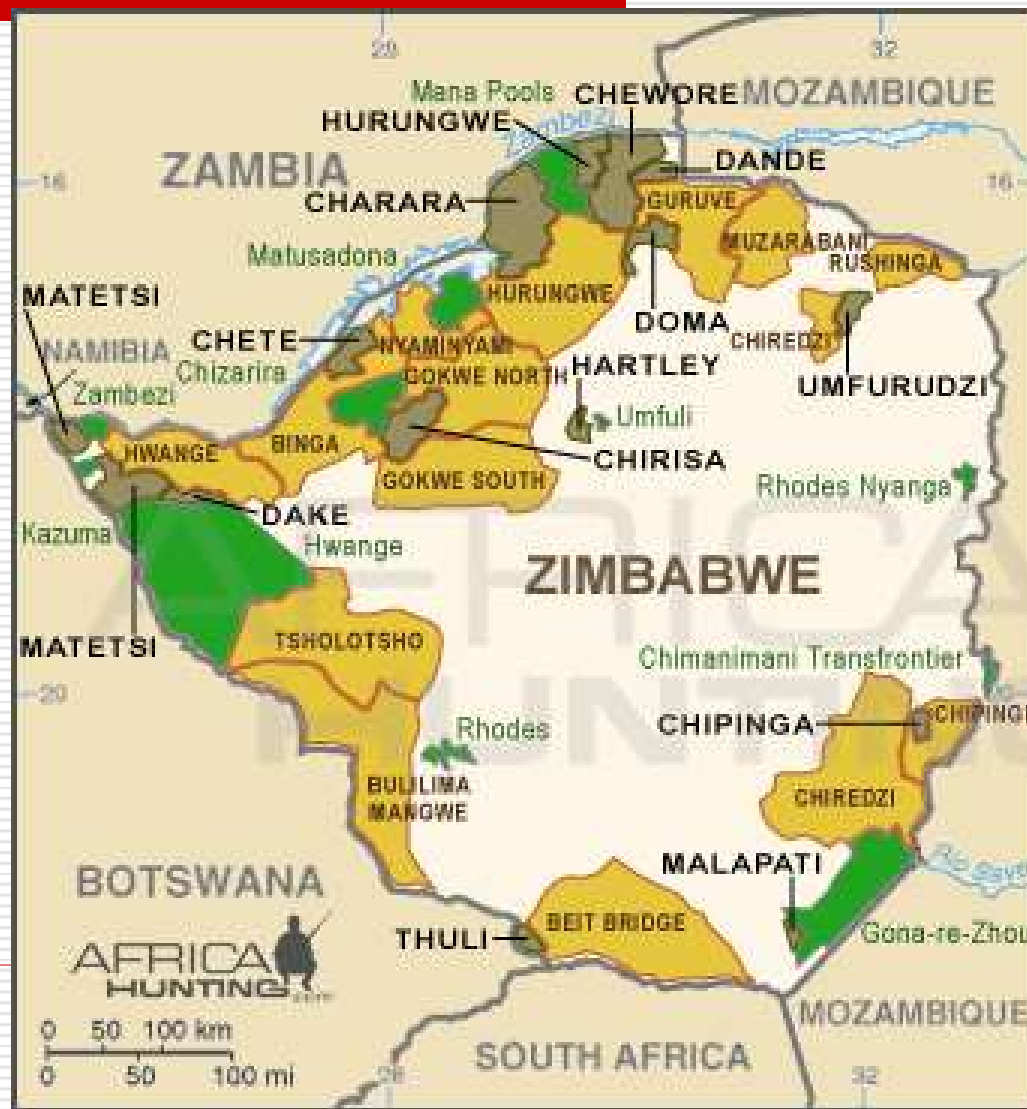 28
32
Mana Pools
CHEWORE
MOZAMBIQUE
HURUNGWE
ZAMBIA
DANDE
16
16
CHARARA
GURUVE
Matusadona
MUZARABANI
RUSHINGA
MATETSI
HURUNGWE
DOMA
CHETE
NYAMINYAMI
CHIREDZI
NAMIBIA
Chizarira
GOKWE NORTH
HARTLEY
UMFURUDZI
Zambezi
Umfuli
HWANGE
BINGA
CHIRISA
GOKWE SOUTH
Rhodes Nyanga
DAKE
Kazuma
Hwange
AFRICA
ZIMBABWE
TSHOLOTSHO
MATETSI
Chimanimani Transfrontier
20
CHIPINGA
Rhodes
BULILIMA
MANGWE
CHIREDZI
MALAPATI
BOTSWANA
BEIT BRIDGE
THULI
Gona-re-Zhou
AFRICA
HUNTING
MOZAMBIQUE
0 50 100 km
SOUTH AFRICA
0 50 100 mi
28
32